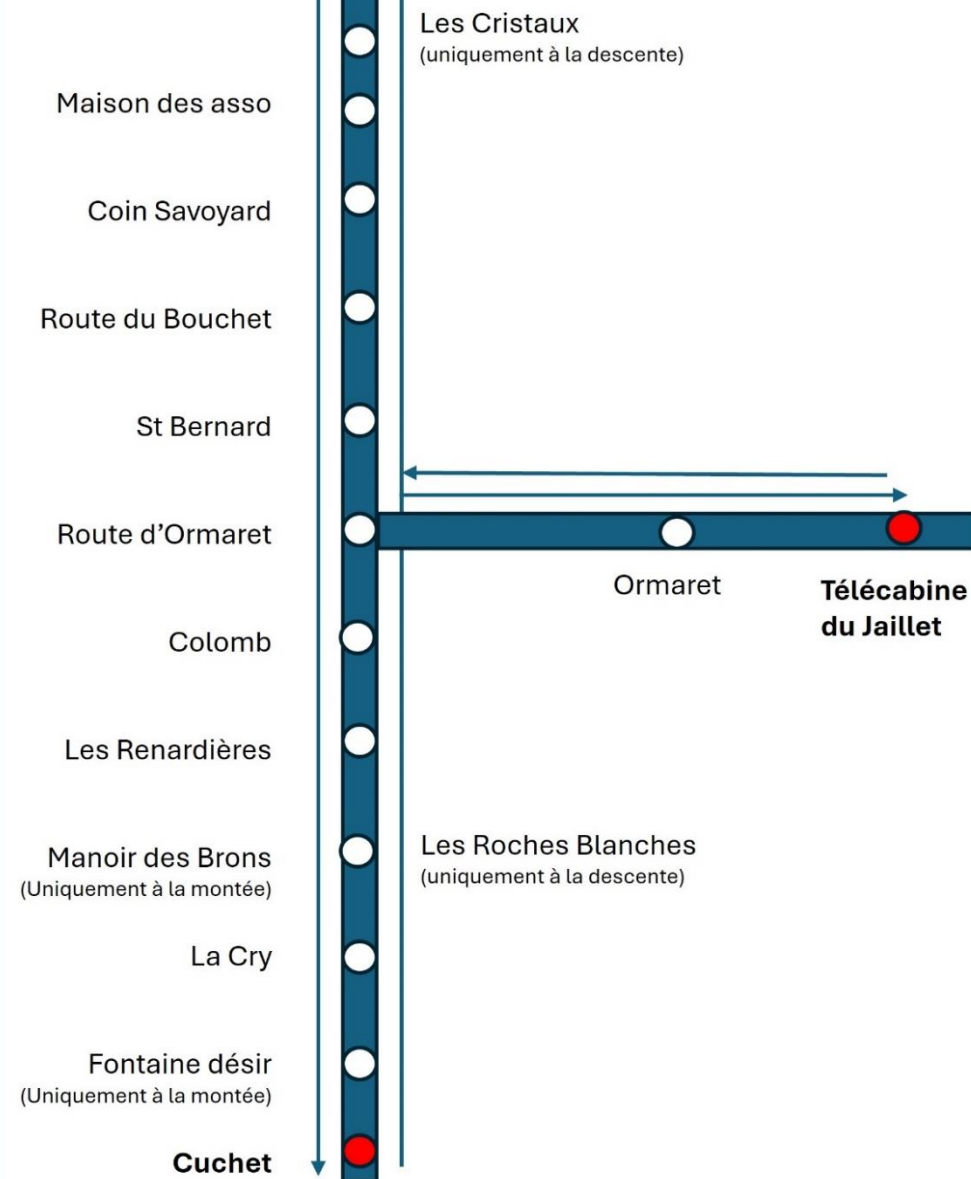 Les Cristaux
(uniquement à la descente)
Maison des asso
Coin Savoyard
Route du Bouchet
St Bernard
Route d’Ormaret
Ormaret
Télécabine
du Jaillet
Colomb
Les Renardières
Manoir des Brons
(Uniquement à la montée)
Les Roches Blanches
(uniquement à la descente)
La Cry
Fontaine désir
(Uniquement à la montée)
Cuchet